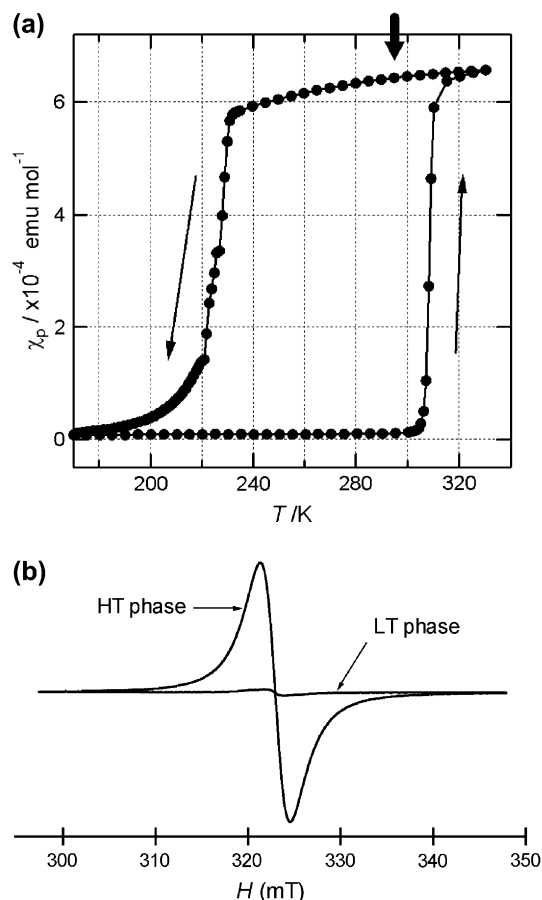 (a)
6
4
2
0
χp / x10⁻⁴ emu mol⁻¹
200 240 280 320
T /K
(b)
HT phase
LT phase
300 310 320 330 340 350
H (mT)